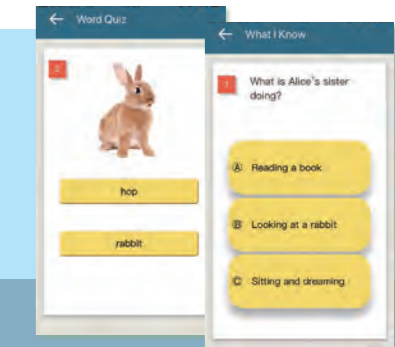 ← Word Quiz
2
hop
rabbit
← What I Know
1
What is Alice's sister
doing?
A Reading a book
B Looking at a rabbit
C Sitting and dreaming